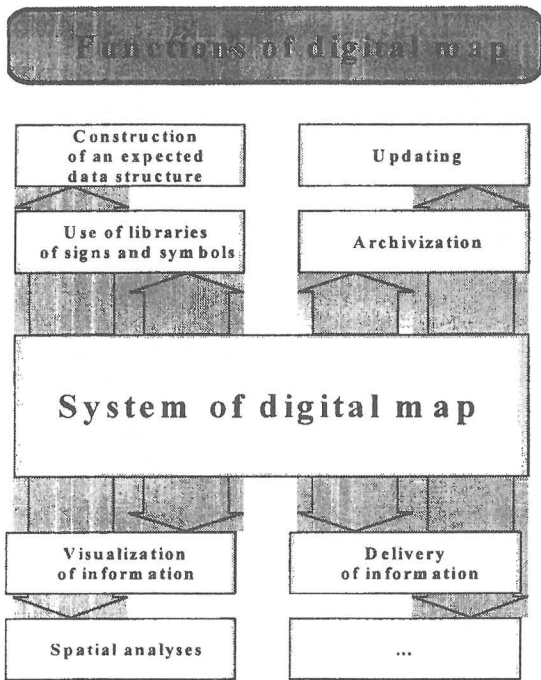 Functions of digital map
Construction
of an expected
data structure
Updating
Use of libraries
of signs and symbols
Archivization
System of digital map
Visualization
of information
Delivery
of information
Spatial analyses
...